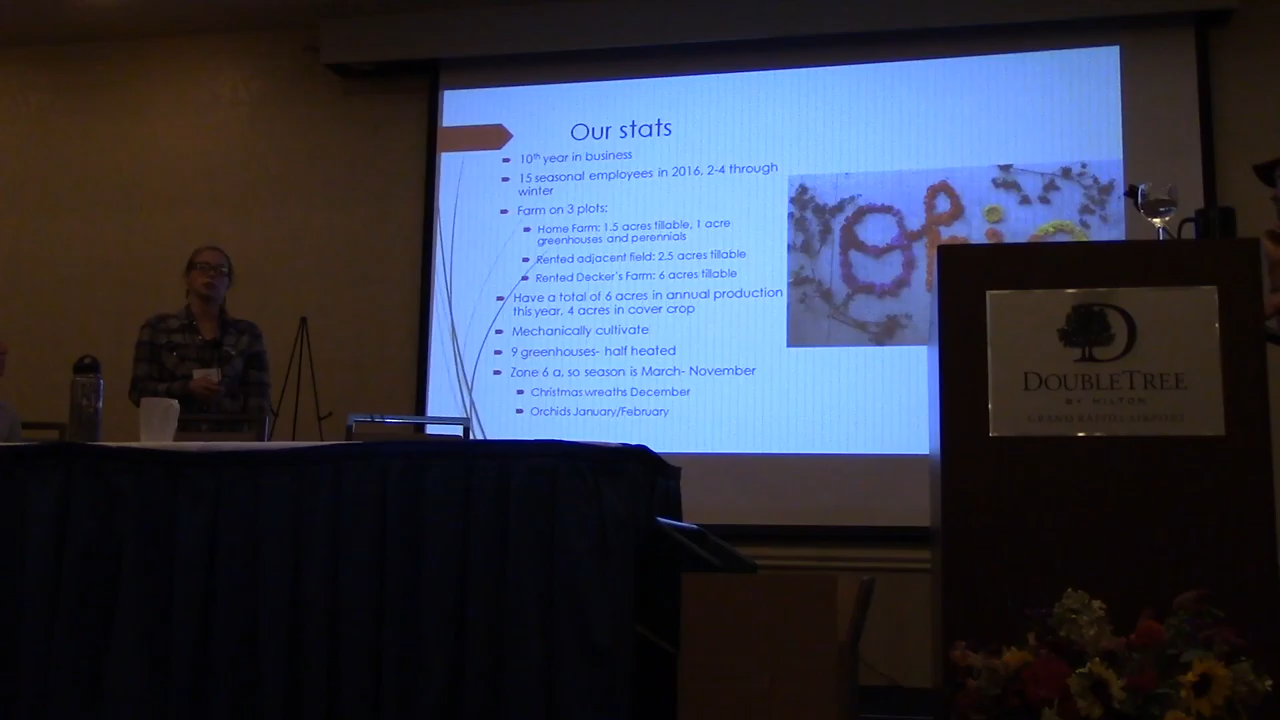 Our stats
10th year in business
15 seasonal employees in 2016, 2-4 through
winter
Farm on 3 plots:
Home Farm: 1.5 acres tillable, 1 acre
greenhouses and perennials
Rented adjacent field: 2.5 acres tillable
Rented Decker's Farm: 6 acres tillable
Have a total of 6 acres in annual production
this year, 4 acres in cover crop
Mechanically cultivate
9 greenhouses- half heated
Zone 6 a, so season is March- November
Christmas wreaths December
Orchids January/February
D
DOUBLETREE
BY HILTON
GRAND RAPIDS AIRPORT